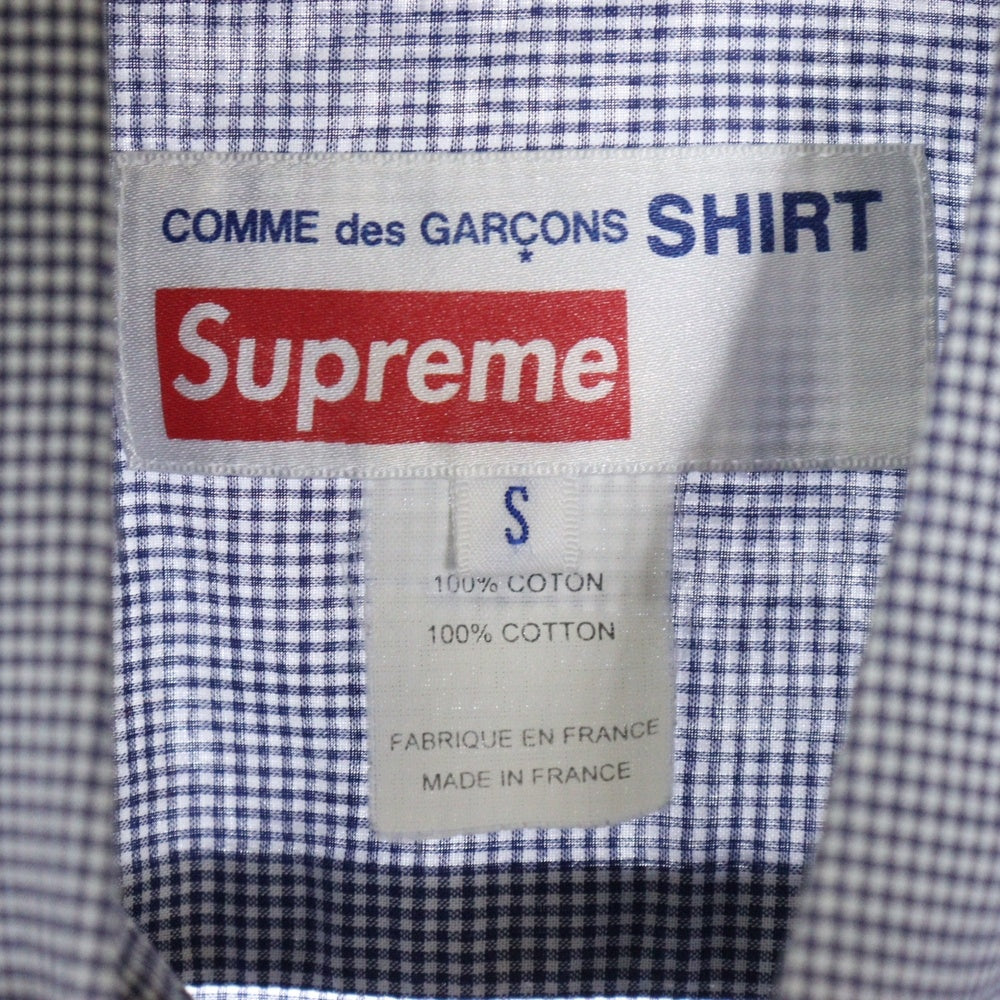 COMME des GARÇONS SHIRT
Supreme
S
100% COTON
100% COTTON
FABRIQUE EN FRANCE
MADE IN FRANCE